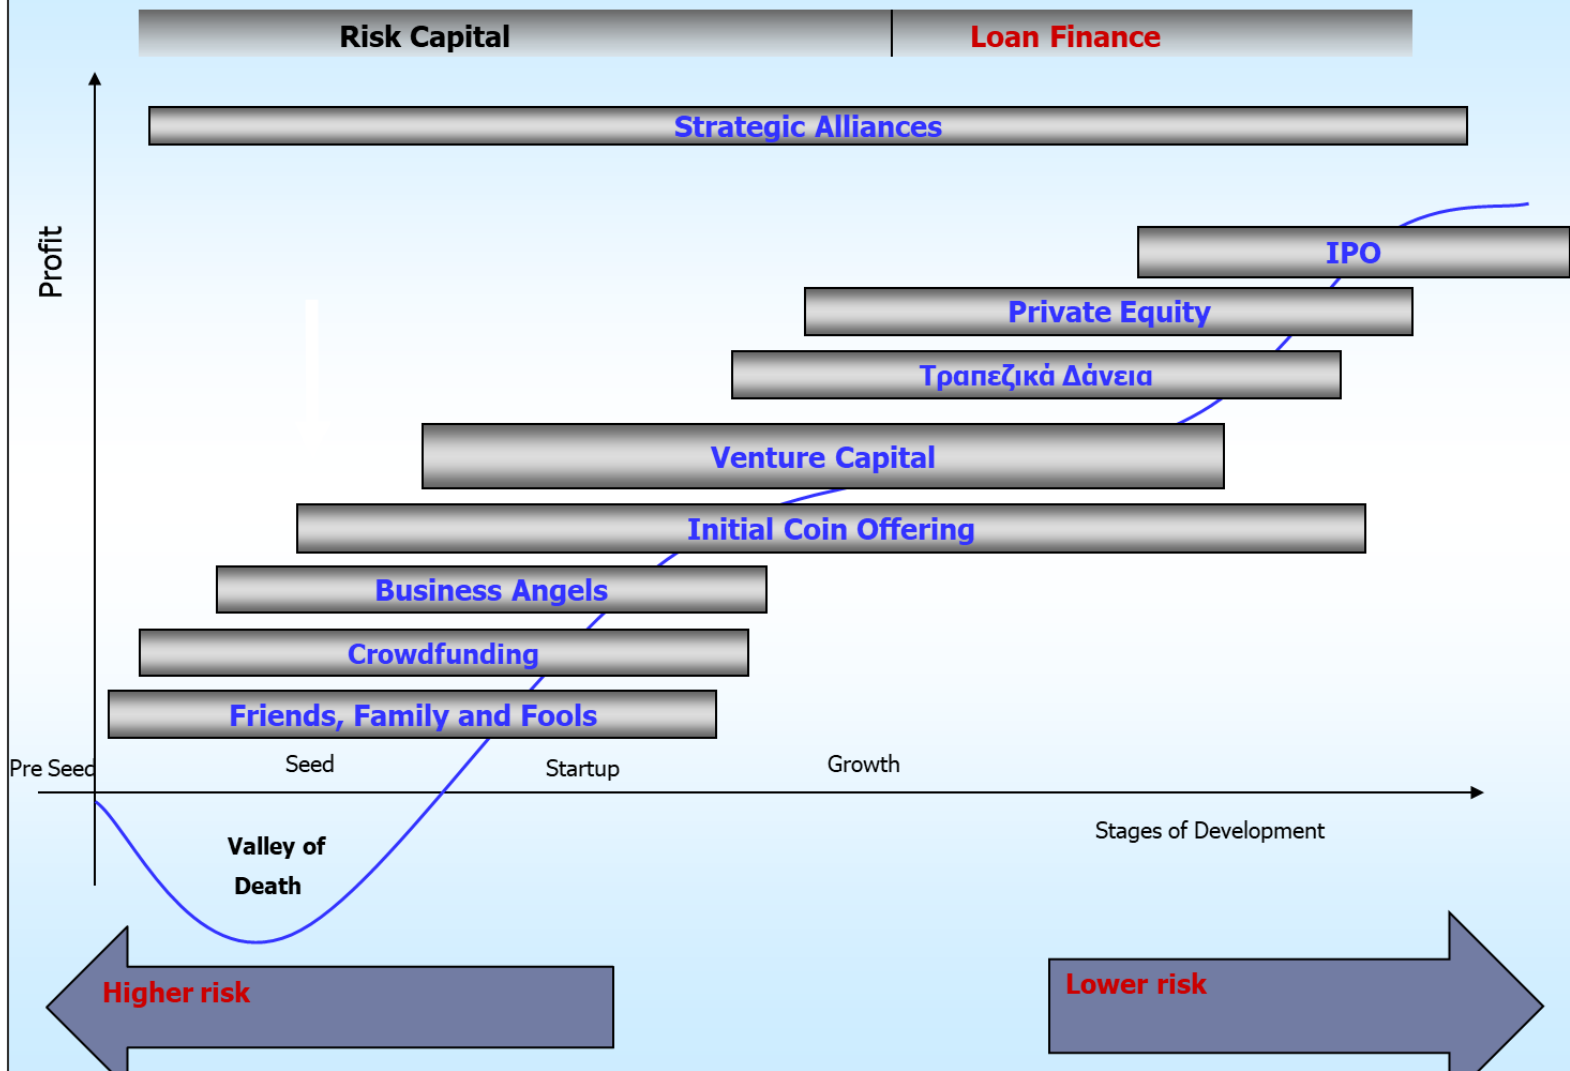 Risk Capital
Loan Finance
Strategic Alliances
Profit
IPO
Private Equity
Τραπεζικά Δάνεια
Venture Capital
Initial Coin Offering
Business Angels
Crowdfunding
Friends, Family and Fools
Pre Seed
Seed
Startup
Growth
Stages of Development
Valley of
Death
Higher risk
Lower risk